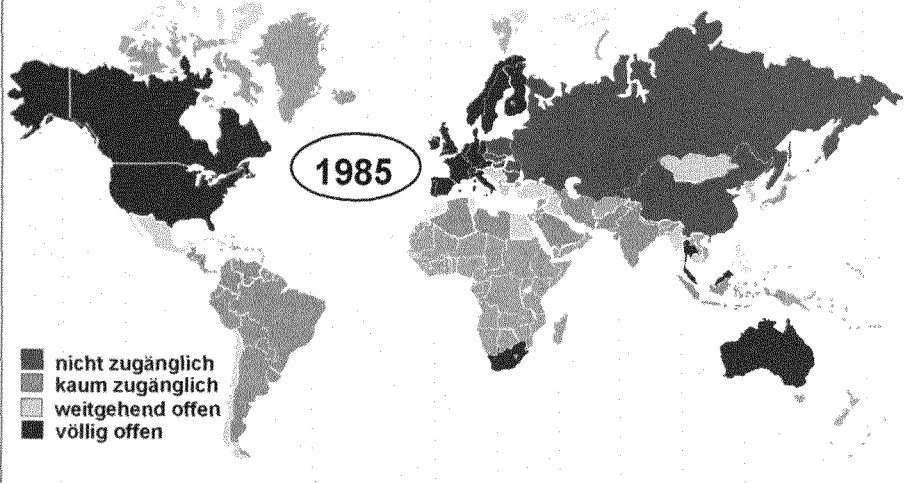 1985
nicht zugänglich
kaum zugänglich
weitgehend offen
völlig offen